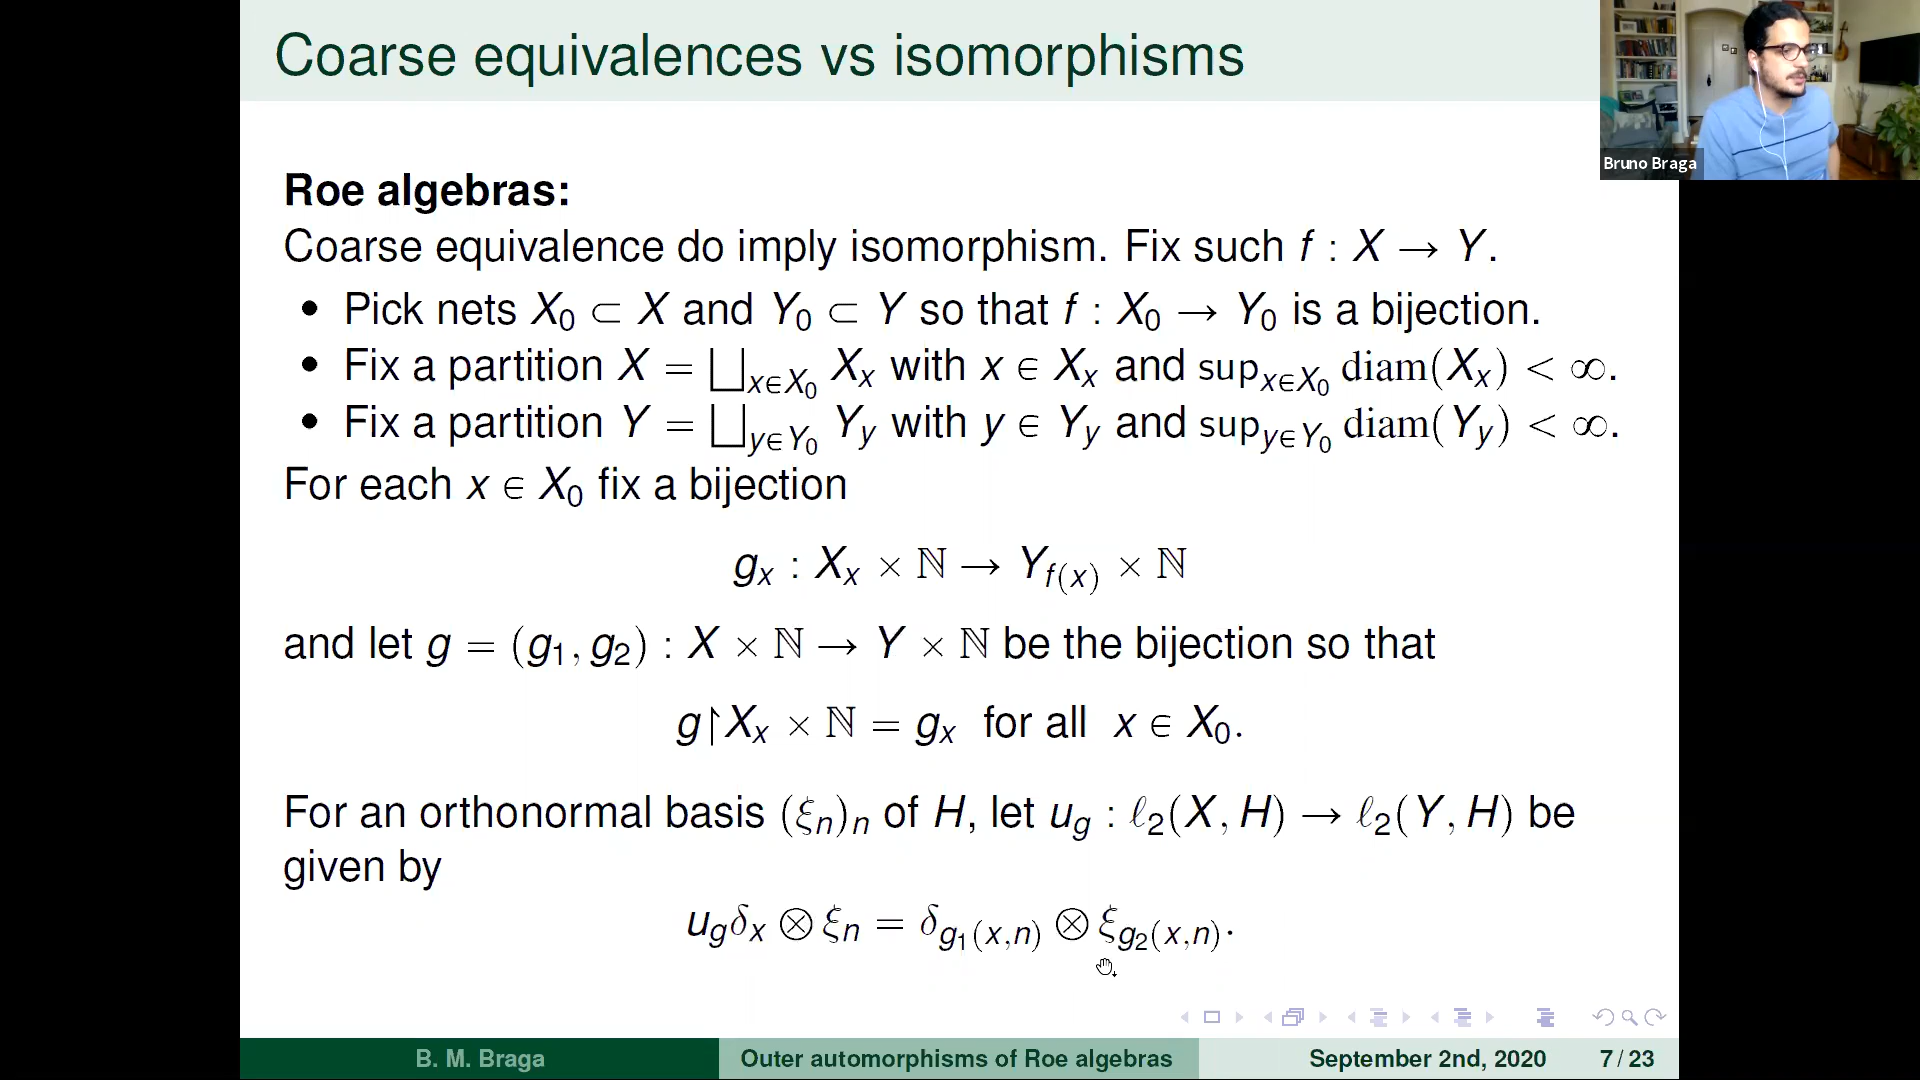 Coarse equivalences vs isomorphisms
Bruno Braga
Roe algebras:
Coarse equivalence do imply isomorphism. Fix such f : X → Y.
• Pick nets X₀ ⊂ X and Y₀ ⊂ Y so that f : X₀ → Y₀ is a bijection.
• Fix a partition X = ⨆_{x∈X₀} X_x with x ∈ X_x and sup_{x∈X₀} diam(X_x) < ∞.
• Fix a partition Y = ⨆_{y∈Y₀} Y_y with y ∈ Y_y and sup_{y∈Y₀} diam(Y_y) < ∞.
For each x ∈ X₀ fix a bijection
g_x : X_x × ℕ → Y_{f(x)} × ℕ
and let g = (g₁, g₂) : X × ℕ → Y × ℕ be the bijection so that
g↾X_x × ℕ = g_x for all x ∈ X₀.
For an orthonormal basis (ξ_n)_n of H, let u_g : ℓ₂(X, H) → ℓ₂(Y, H) be
given by
u_g δ_x ⊗ ξ_n = δ_{g₁(x,n)} ⊗ ξ_{g₂(x,n)}.
B. M. Braga
Outer automorphisms of Roe algebras
September 2nd, 2020
7 / 23